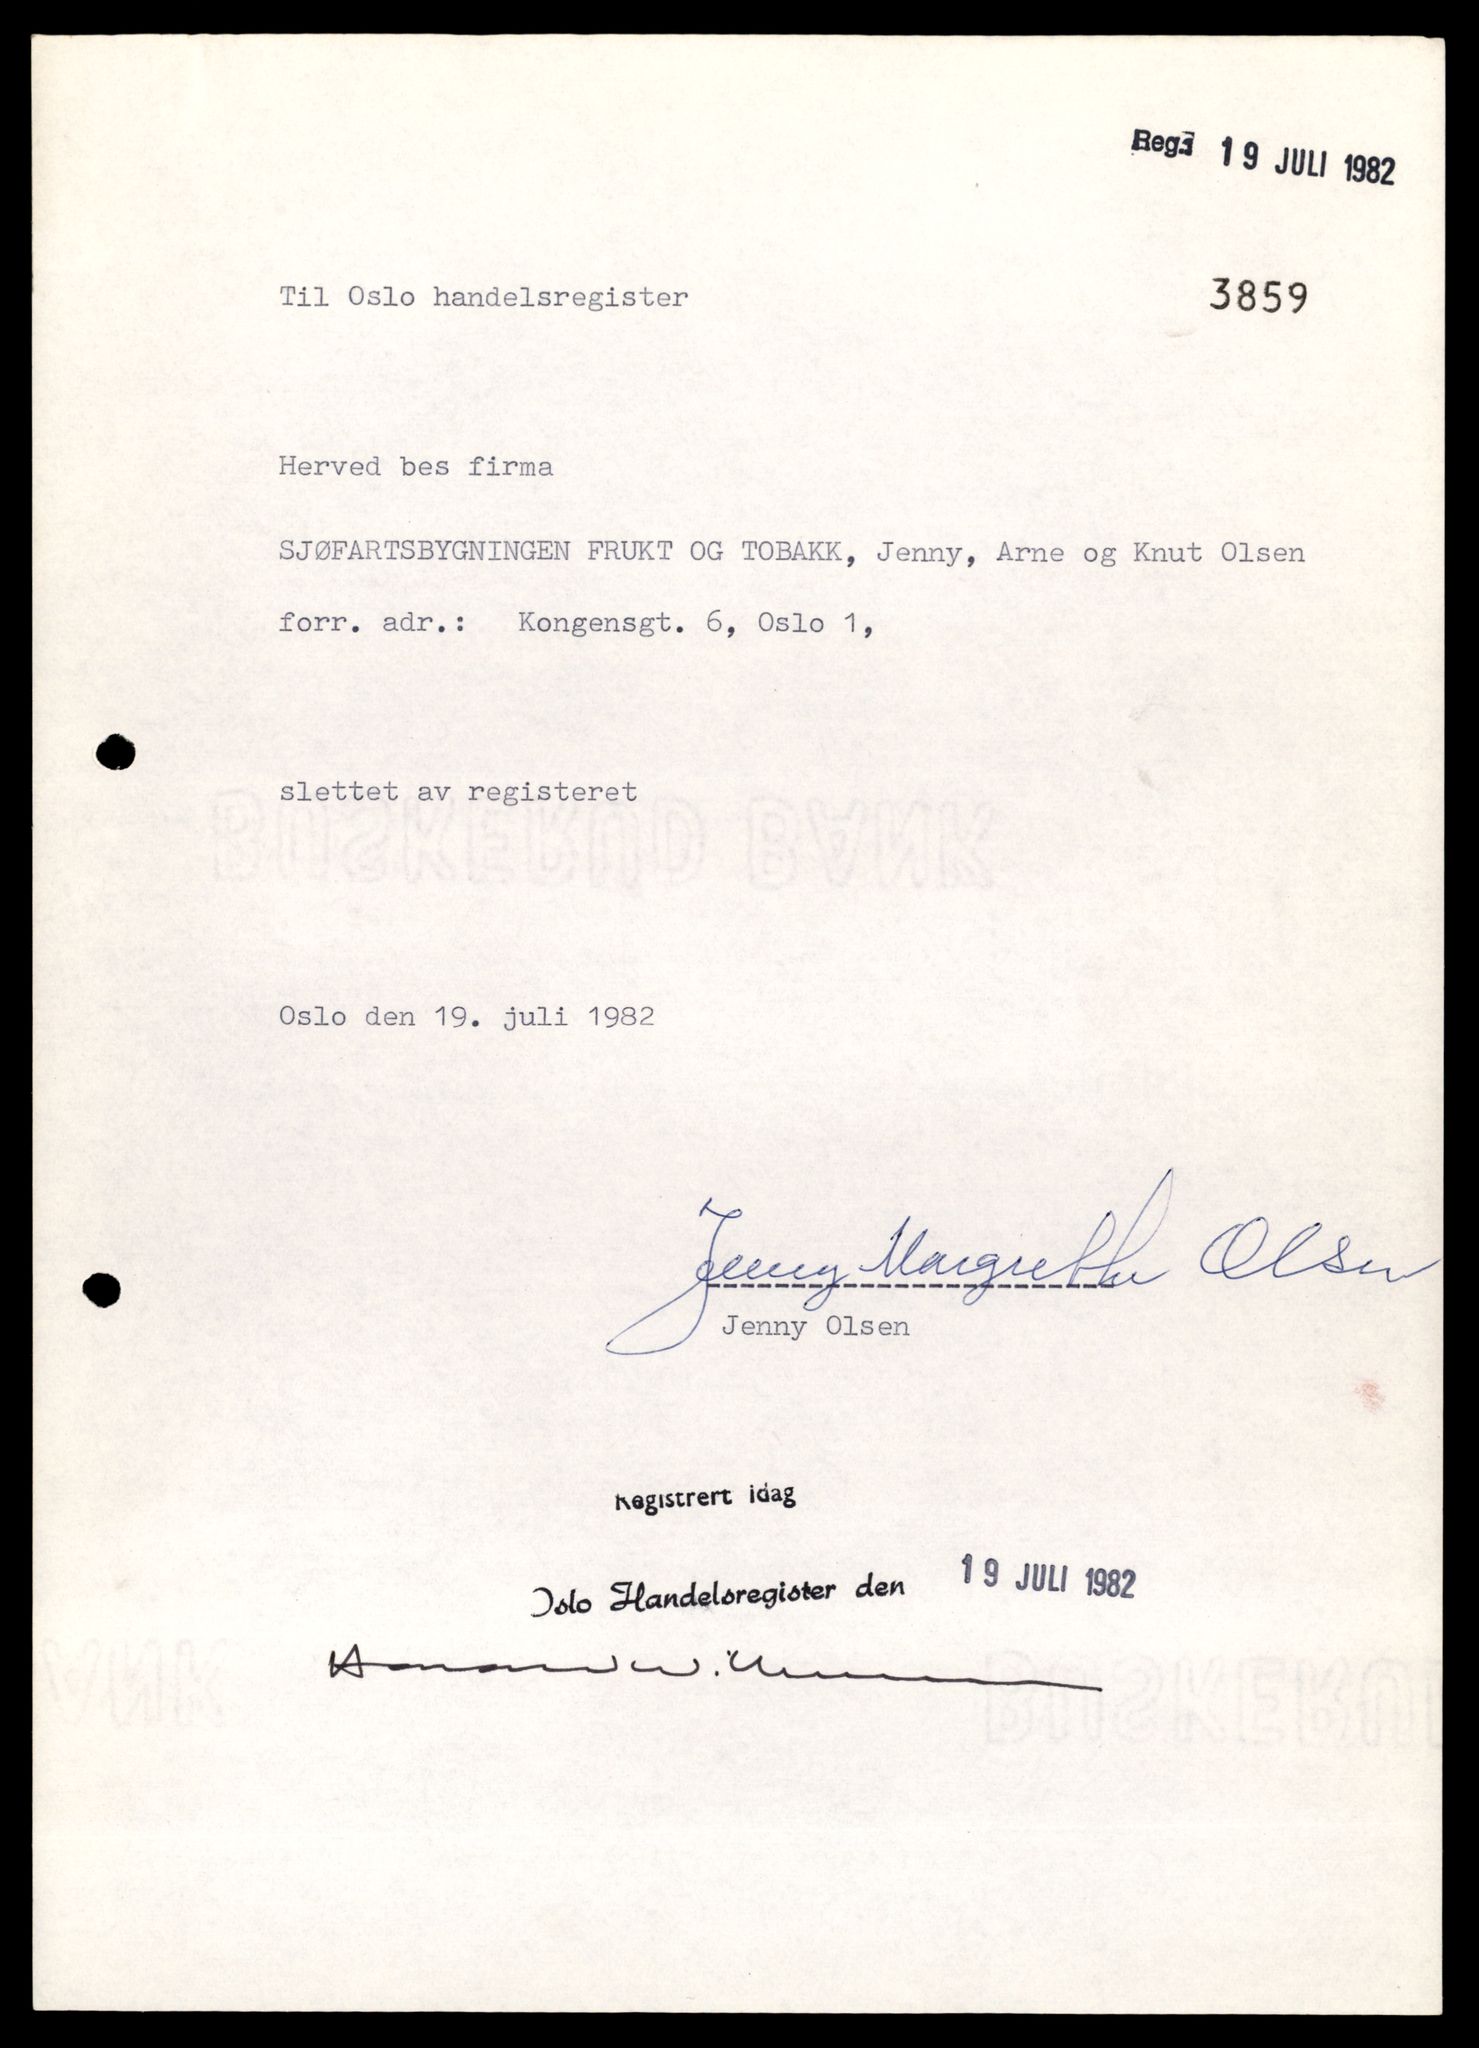 19 JULI 1982
Til Oslo handelsregister
3859
Herved bes firma
SJØFARTSBYGNINGEN FRUKT OG TOBAKK, Jenny, Arne og Knut Olsen
forr. adr.: Kongensgt. 6, Oslo 1,
slettet av registeret
BUSKERUD BANK
Oslo den 19. juli 1982
Jenny Margrethe Olsen
Jenny Olsen
Registrert idag
Oslo Handelsregister den 19 JULI 1982